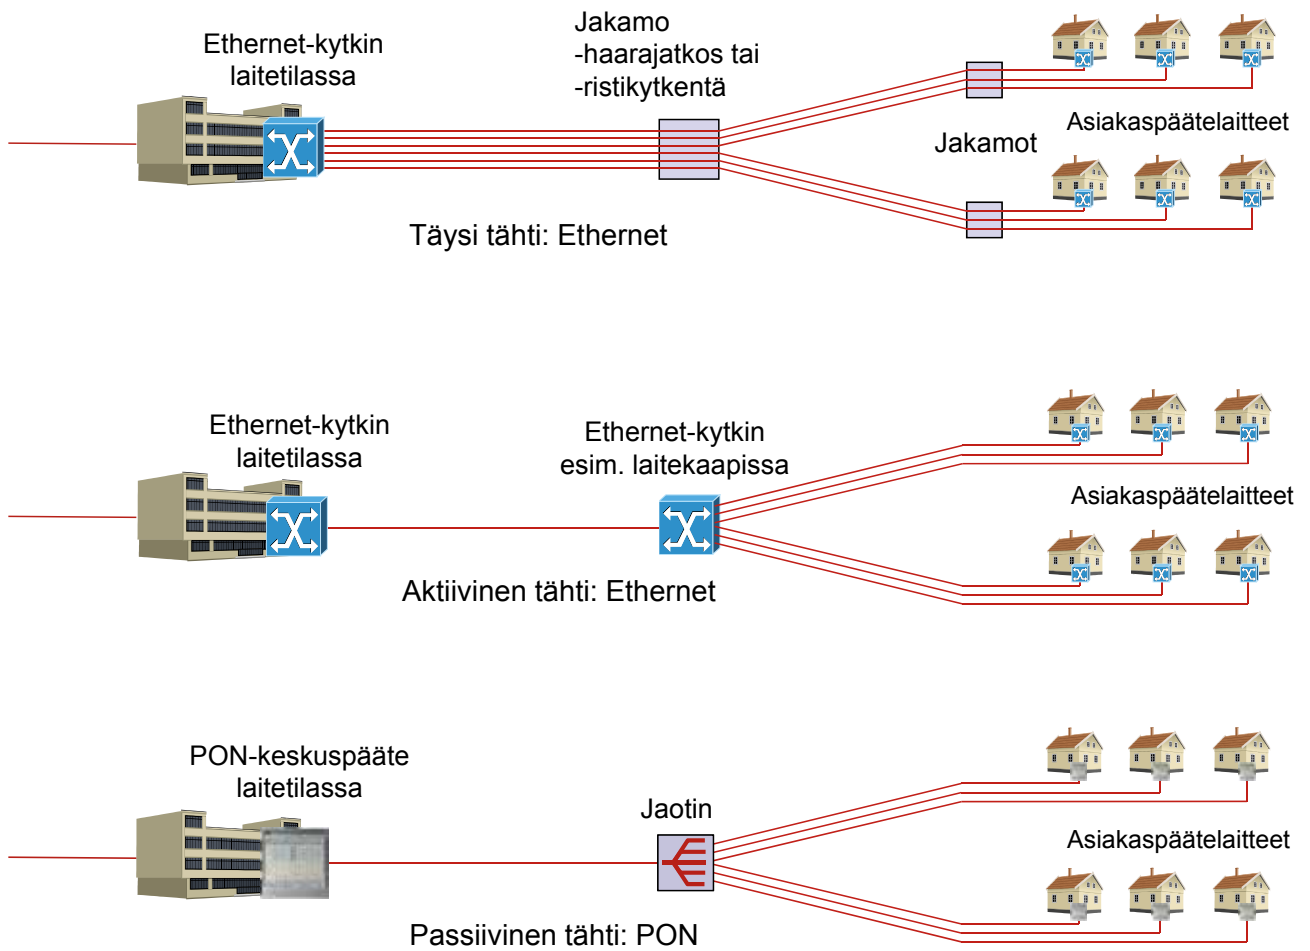 Ethernet-kytkin
laitetilassa
Jakamo
-haarajatkos tai
-ristikytkentä
Jakamot
Asiakaspäätelaitteet
Täysi tähti: Ethernet
Ethernet-kytkin
laitetilassa
Ethernet-kytkin
esim. laitekaapissa
Asiakaspäätelaitteet
Aktiivinen tähti: Ethernet
PON-keskuspääte
laitetilassa
Jaotin
Asiakaspäätelaitteet
Passiivinen tähti: PON